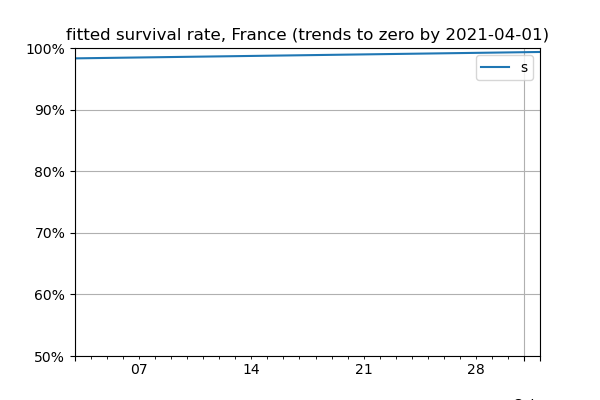 fitted survival rate, France (trends to zero by 2021-04-01)
100%
s
90%
80%
70%
60%
50%
07 14 21 28